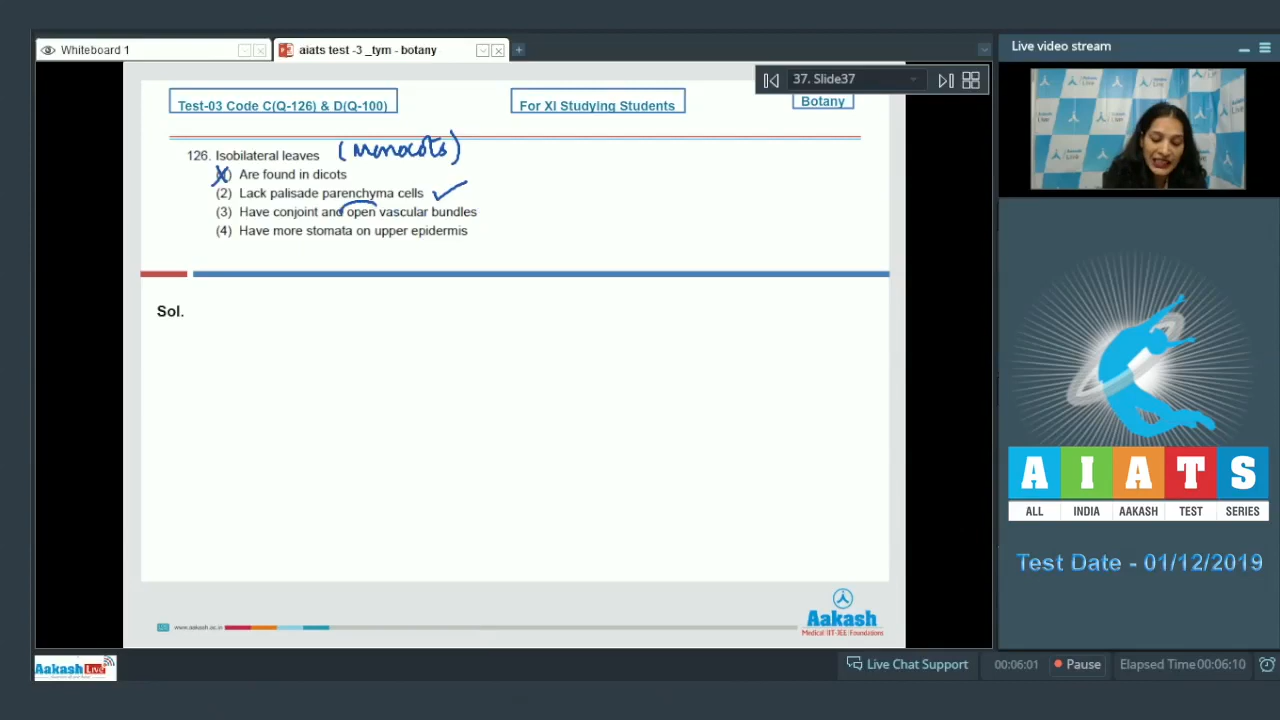 Whiteboard 1
aiats test -3 _tym - botany
Live video stream
37. Slide37
Test-03 Code C(Q-126) & D(Q-100)
For XI Studying Students
Botany
126. Isobilateral leaves (Monocots)
(1) Are found in dicots
(2) Lack palisade parenchyma cells
(3) Have conjoint and open vascular bundles
(4) Have more stomata on upper epidermis
Sol.
A I A T S
ALL INDIA AAKASH TEST SERIES
Test Date - 01/12/2019
www.aakash.ac.in
Aakash
Medical|IIT-JEE|Foundations
Aakash Live
Live Chat Support
00:06:01
Pause
Elapsed Time 00:06:10